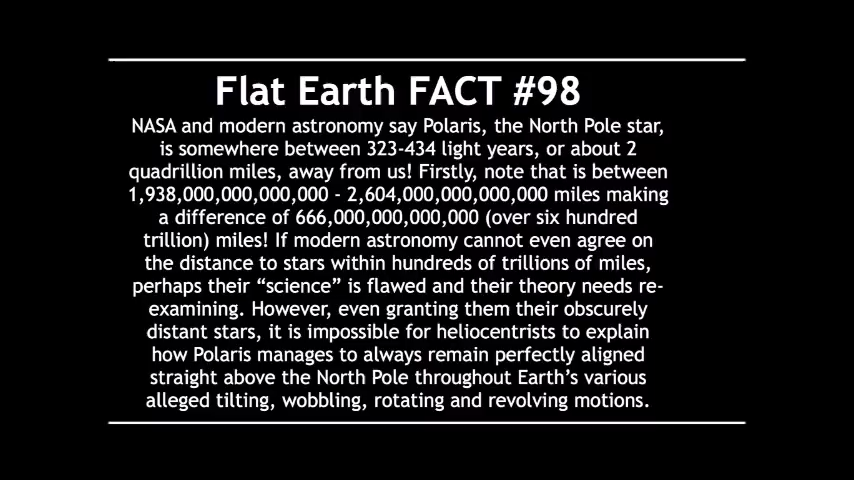 Flat Earth FACT #98
NASA and modern astronomy say Polaris, the North Pole star,
is somewhere between 323-434 light years, or about 2
quadrillion miles, away from us! Firstly, note that is between
1,938,000,000,000,000 - 2,604,000,000,000,000 miles making
a difference of 666,000,000,000,000 (over six hundred
trillion) miles! If modern astronomy cannot even agree on
the distance to stars within hundreds of trillions of miles,
perhaps their “science” is flawed and their theory needs re-
examining. However, even granting them their obscurely
distant stars, it is impossible for heliocentrists to explain
how Polaris manages to always remain perfectly aligned
straight above the North Pole throughout Earth’s various
alleged tilting, wobbling, rotating and revolving motions.